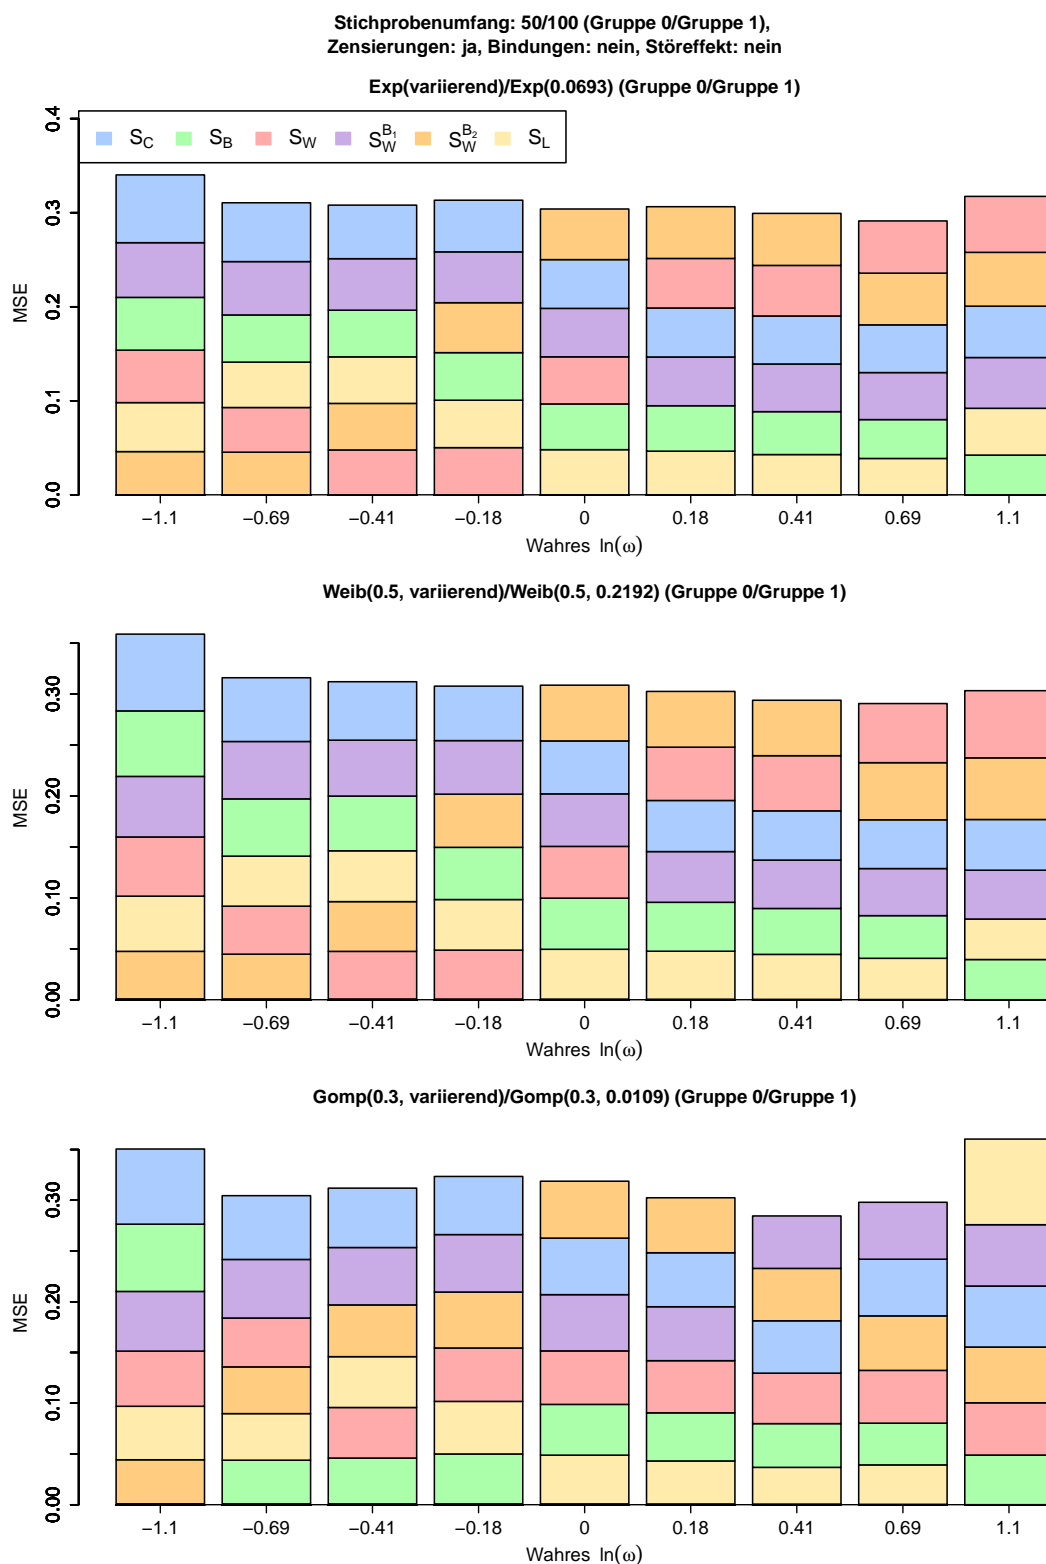 Stichprobenumfang: 50/100 (Gruppe 0/Gruppe 1),
Zensierungen: ja, Bindungen: nein, Störeffekt: nein
Exp(variierend)/Exp(0.0693) (Gruppe 0/Gruppe 1)
S_C S_B S_W S_W^{B_1} S_W^{B_2} S_L
MSE
0.0 0.1 0.2 0.3 0.4
−1.1 −0.69 −0.41 −0.18 0 0.18 0.41 0.69 1.1
Wahres ln(ω)
Weib(0.5, variierend)/Weib(0.5, 0.2192) (Gruppe 0/Gruppe 1)
MSE
0.00 0.10 0.20 0.30
−1.1 −0.69 −0.41 −0.18 0 0.18 0.41 0.69 1.1
Wahres ln(ω)
Gomp(0.3, variierend)/Gomp(0.3, 0.0109) (Gruppe 0/Gruppe 1)
MSE
0.00 0.10 0.20 0.30
−1.1 −0.69 −0.41 −0.18 0 0.18 0.41 0.69 1.1
Wahres ln(ω)